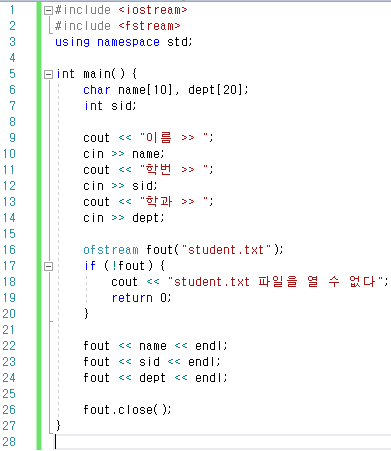 1 #include <iostream>
2 #include <fstream>
3 using namespace std;
4
5 int main() {
6 char name[10], dept[20];
7 int sid;
8
9 cout << "이름 >> ";
10 cin >> name;
11 cout << "학번 >> ";
12 cin >> sid;
13 cout << "학과 >> ";
14 cin >> dept;
15
16 ofstream fout("student.txt");
17 if (!fout) {
18 cout << "student.txt 파일을 열 수 없다";
19 return 0;
20 }
21
22 fout << name << endl;
23 fout << sid << endl;
24 fout << dept << endl;
25
26 fout.close();
27 }
28